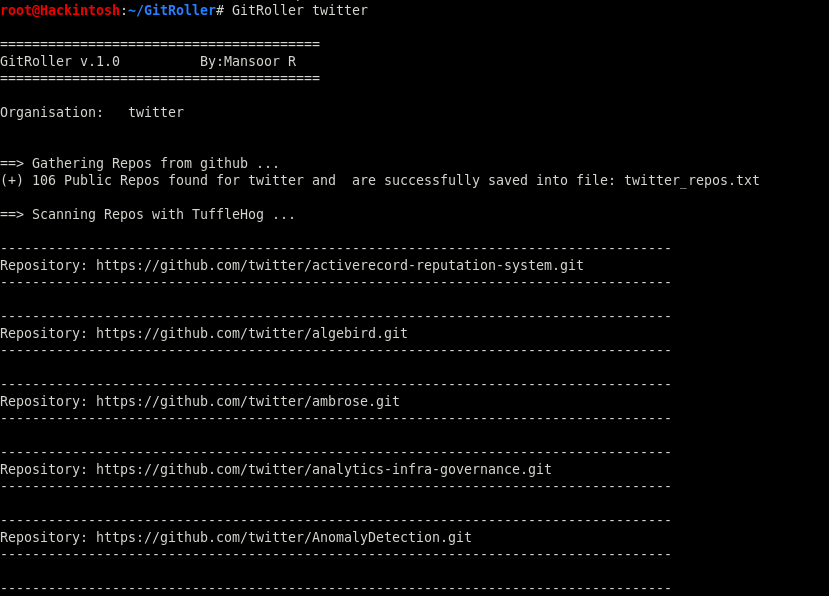 root@Hackintosh:~/GitRoller# GitRoller twitter
========================================
GitRoller v.1.0          By:Mansoor R
========================================
Organisation:   twitter
==> Gathering Repos from github ...
(+) 106 Public Repos found for twitter and  are successfully saved into file: twitter_repos.txt
==> Scanning Repos with TuffleHog ...
------------------------------------------------------------------------------------
Repository: https://github.com/twitter/activerecord-reputation-system.git
------------------------------------------------------------------------------------
------------------------------------------------------------------------------------
Repository: https://github.com/twitter/algebird.git
------------------------------------------------------------------------------------
------------------------------------------------------------------------------------
Repository: https://github.com/twitter/ambrose.git
------------------------------------------------------------------------------------
------------------------------------------------------------------------------------
Repository: https://github.com/twitter/analytics-infra-governance.git
------------------------------------------------------------------------------------
------------------------------------------------------------------------------------
Repository: https://github.com/twitter/AnomalyDetection.git
------------------------------------------------------------------------------------
------------------------------------------------------------------------------------